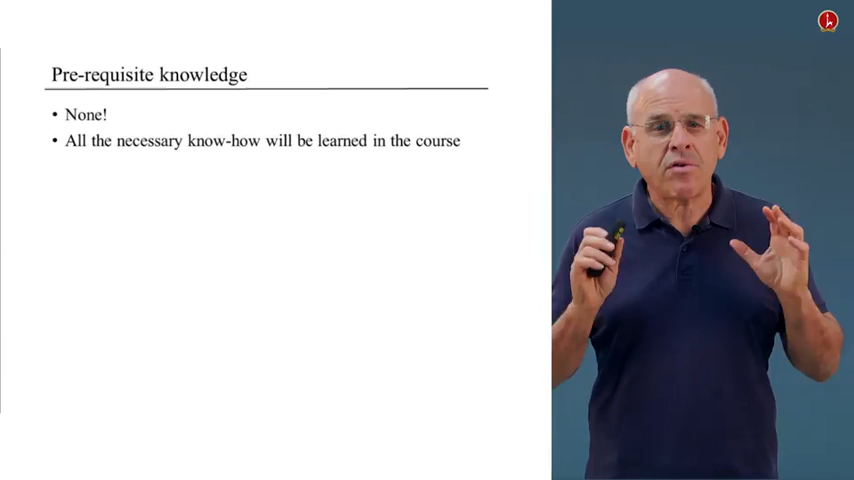 Pre-requisite knowledge
• None!
• All the necessary know-how will be learned in the course